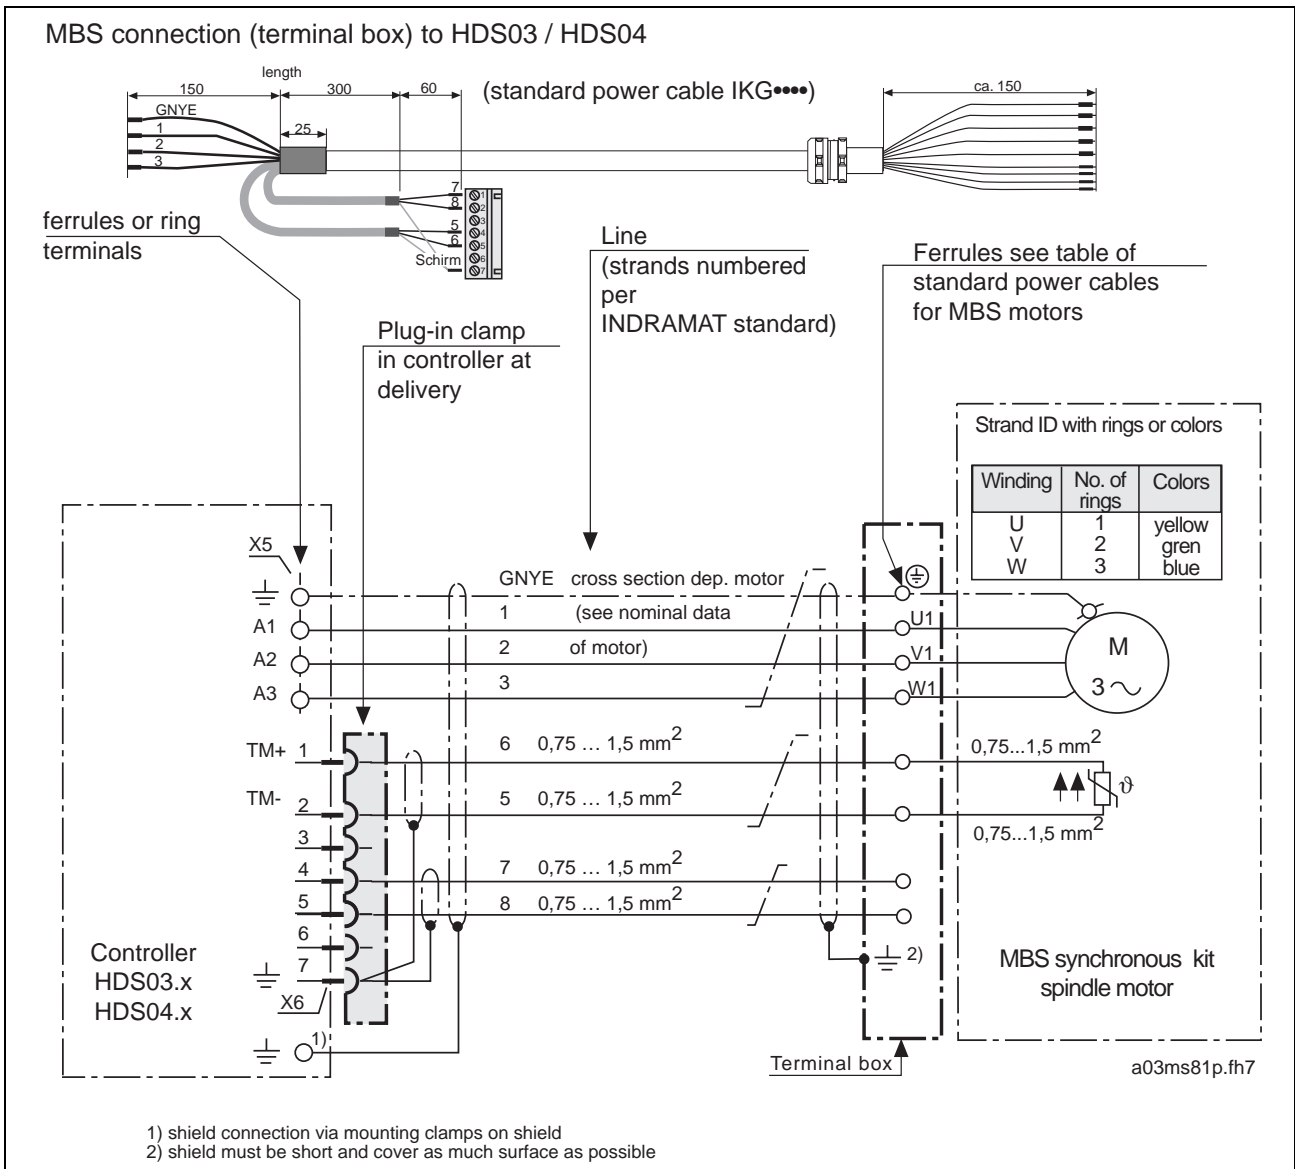 MBS connection (terminal box) to HDS03 / HDS04
length
150
300
60
(standard power cable IKG••••)
ca. 150
GNYE
1
2
3
25
7
8
5
6
Schirm
1
2
3
4
5
6
7
ferrules or ring
terminals
Line
(strands numbered
per
INDRAMAT standard)
Ferrules see table of
standard power cables
for MBS motors
Plug-in clamp
in controller at
delivery
Strand ID with rings or colors
Winding No. of rings Colors
U 1 yellow
V 2 gren
W 3 blue
X5
GNYE cross section dep. motor
A1 1 (see nominal data U1
A2 2 of motor) V1
A3 3 W1
M
3
TM+ 1 6 0,75 ... 1,5 mm2 0,75...1,5 mm2
TM- 2 5 0,75 ... 1,5 mm2 0,75...1,5 mm2
ϑ
3
4 7 0,75 ... 1,5 mm2
5 8 0,75 ... 1,5 mm2
6
7
X6
2)
1)
Controller
HDS03.x
HDS04.x
MBS synchronous kit
spindle motor
Terminal box
a03ms81p.fh7
1) shield connection via mounting clamps on shield
2) shield must be short and cover as much surface as possible